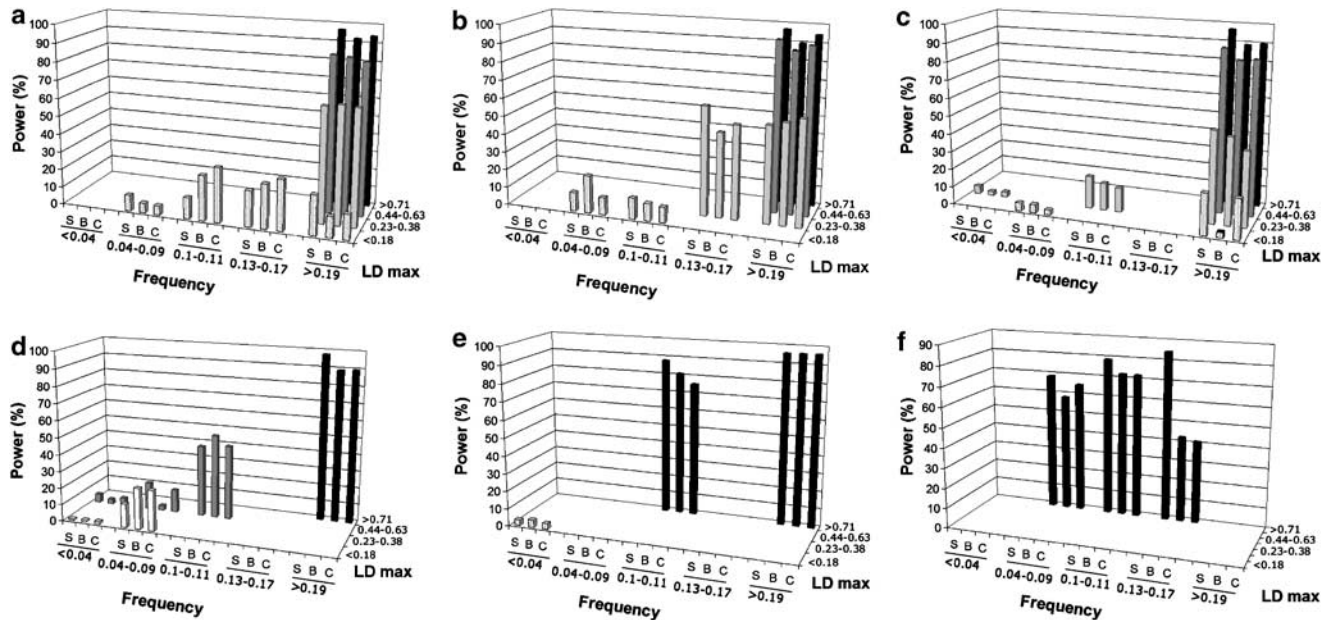 a
Power (%)
100
90
80
70
60
50
40
30
20
10
0
S B C S B C S B C S B C S B C
<0.04 0.04-0.09 0.1-0.11 0.13-0.17 >0.19
Frequency
>0.71
0.44-0.63
0.23-0.38
<0.18
LD max
b
Power (%)
100
90
80
70
60
50
40
30
20
10
0
S B C S B C S B C S B C S B C
<0.04 0.04-0.09 0.1-0.11 0.13-0.17 >0.19
Frequency
>0.71
0.44-0.63
0.23-0.38
<0.18
LD max
c
Power (%)
100
90
80
70
60
50
40
30
20
10
0
S B C S B C S B C S B C S B C
<0.04 0.04-0.09 0.1-0.11 0.13-0.17 >0.19
Frequency
>0.71
0.44-0.63
0.23-0.38
<0.18
LD max
d
Power (%)
100
90
80
70
60
50
40
30
20
10
0
S B C S B C S B C S B C S B C
<0.04 0.04-0.09 0.1-0.11 0.13-0.17 >0.19
Frequency
>0.71
0.44-0.63
0.23-0.38
<0.18
LD max
e
Power (%)
100
90
80
70
60
50
40
30
20
10
0
S B C S B C S B C S B C S B C
<0.04 0.04-0.09 0.1-0.11 0.13-0.17 >0.19
Frequency
>0.71
0.44-0.63
0.23-0.38
<0.18
LD max
f
Power (%)
90
80
70
60
50
40
30
20
10
0
S B C S B C S B C S B C S B C
<0.04 0.04-0.09 0.1-0.11 0.13-0.17 >0.19
Frequency
>0.71
0.44-0.63
0.23-0.38
<0.18
LD max